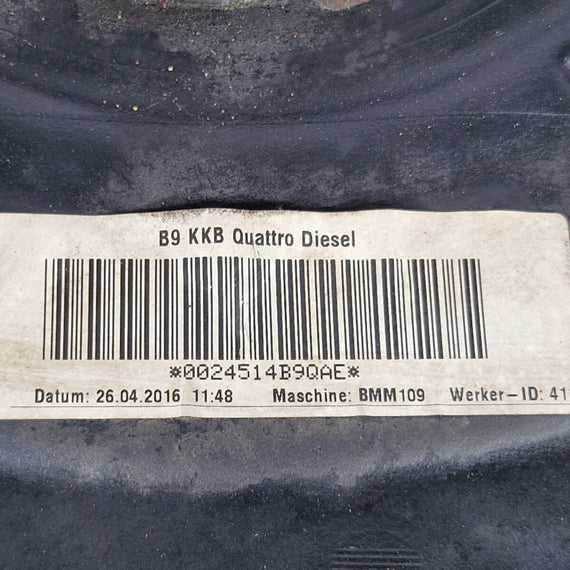 B9 KKB Quattro Diesel
*0024514B9QAE*
Datum: 26.04.2016 11:48 Maschine: BMM109 Werker-ID: 41